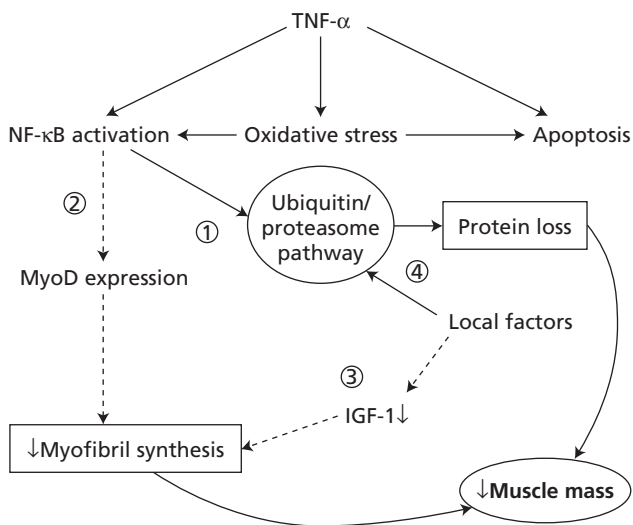 TNF-α
NF-κB activation
Oxidative stress
Apoptosis
②
①
Ubiquitin/
proteasome
pathway
Protein loss
④
MyoD expression
Local factors
③
IGF-1↓
↓Myofibril synthesis
↓Muscle mass